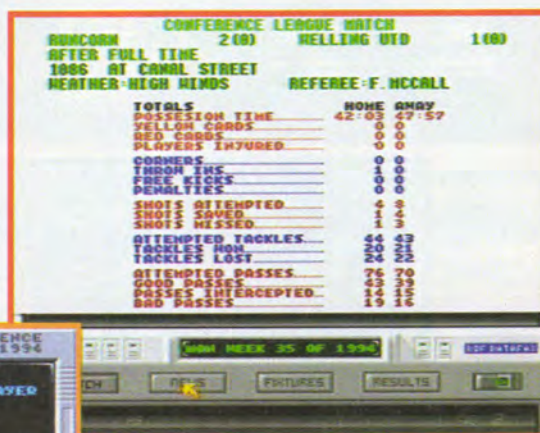 CONFERENCE LEAGUE MATCH
RUNCORN 2(0) WELLING UTD 1(0)
AFTER FULL TIME
1086 AT CANAL STREET
WEATHER=HIGH WINDS REFEREE=F. MCCALL
TOTALS HOME AWAY
POSSESION TIME 42:03 47:57
YELLOW CARDS 0 0
RED CARDS 0 0
PLAYERS INJURED 0 0
CORNERS 0 0
THROW INS 1 0
FREE KICKS 0 0
PENALTIES 0 0
SHOTS ATTEMPTED 4 8
SHOTS SAVED 1 4
SHOTS MISSED 1 3
ATTEMPTED TACKLES 44 43
TACKLES WON 20 21
TACKLES LOST 24 22
ATTEMPTED PASSES 76 70
GOOD PASSES 43 39
PASSES INTERCEPTED 14 15
BAD PASSES 19 16
MON WEEK 35 OF 1994
NEWS FIXTURES RESULTS
1994